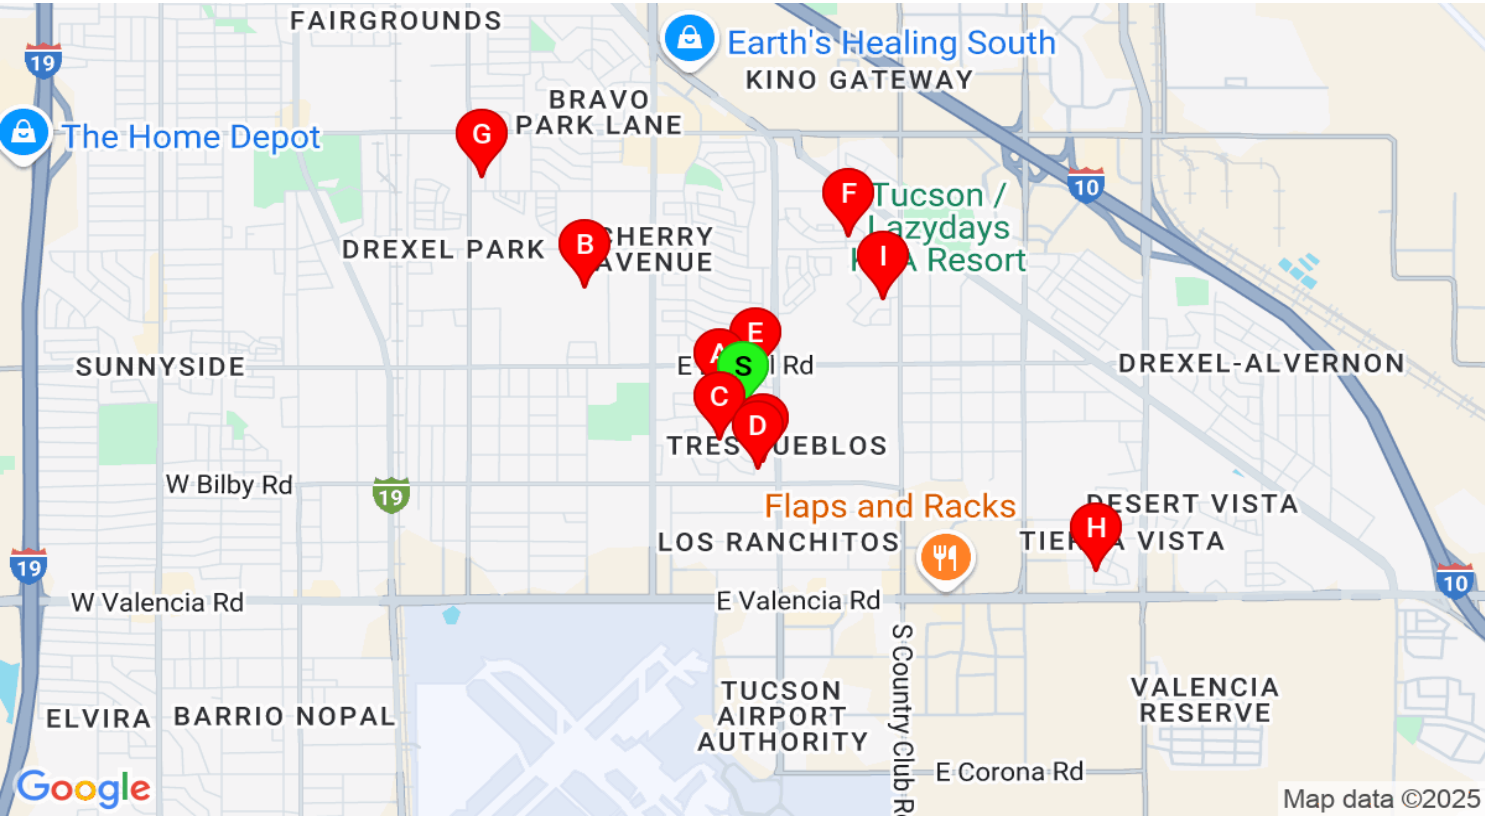 FAIRGROUNDS
19
Earth's Healing South
KINO GATEWAY
BRAVO
PARK LANE
The Home Depot
G
10
F
Tucson /
Lazydays
Resort
B
CHERRY
AVENUE
DREXEL PARK
I
E
A
S
E
Rd
SUNNYSIDE
DREXEL-ALVERNON
C
D
TRES
W Bilby Rd
19
Flaps and Racks
DESERT VISTA
H
VISTA
LOS RANCHITOS
19
10
W Valencia Rd
E Valencia Rd
S Country Club
ELVIRA
BARRIO NOPAL
TUCSON
AIRPORT
AUTHORITY
VALENCIA
RESERVE
E Corona Rd
Google
Map data ©2025